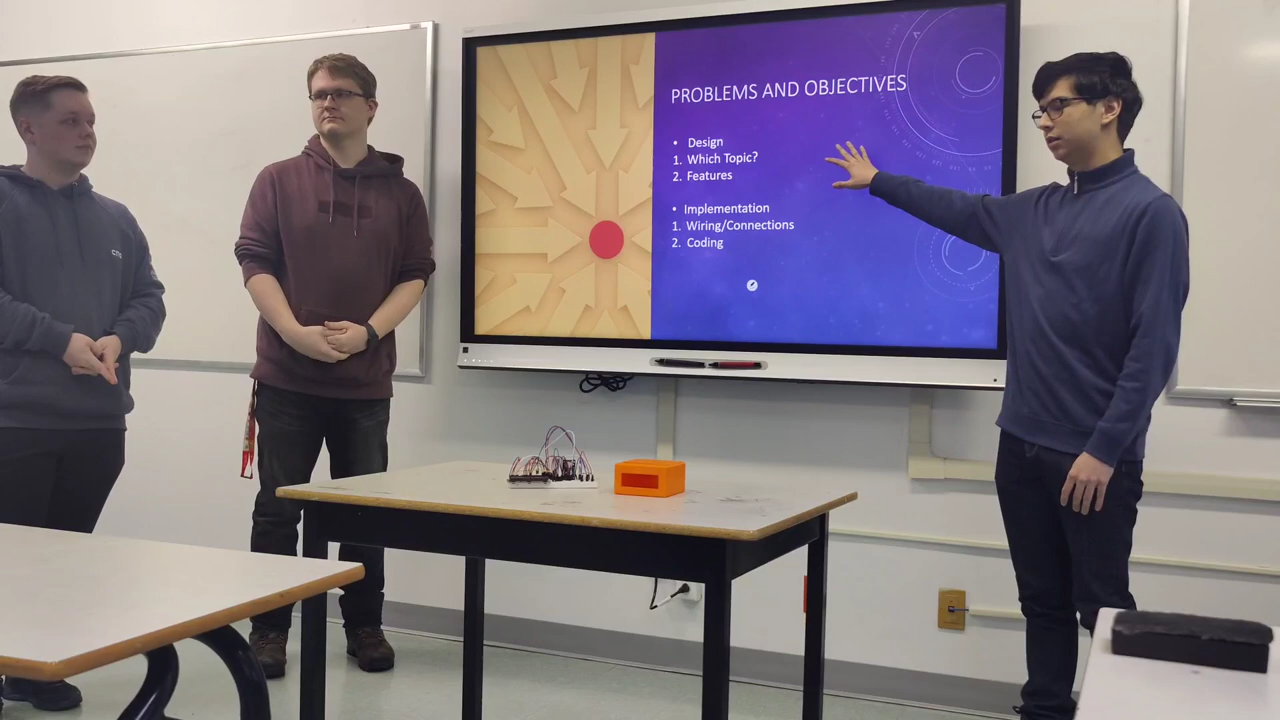 PROBLEMS AND OBJECTIVES
• Design
1. Which Topic?
2. Features
• Implementation
1. Wiring/Connections
2. Coding